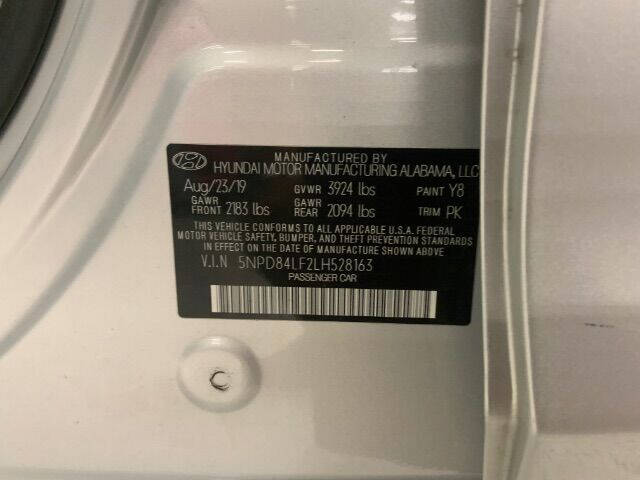 MANUFACTURED BY
HYUNDAI MOTOR MANUFACTURING ALABAMA, LLC
Aug/23/19 GVWR 3924 lbs PAINT Y8
GAWR FRONT 2183 lbs GAWR REAR 2094 lbs TRIM PK
THIS VEHICLE CONFORMS TO ALL APPLICABLE U.S.A. FEDERAL
MOTOR VEHICLE SAFETY, BUMPER, AND THEFT PREVENTION
STANDARDS IN EFFECT ON THE DATE OF MANUFACTURE SHOWN ABOVE
V.I.N 5NPD84LF2LH528163
PASSENGER CAR